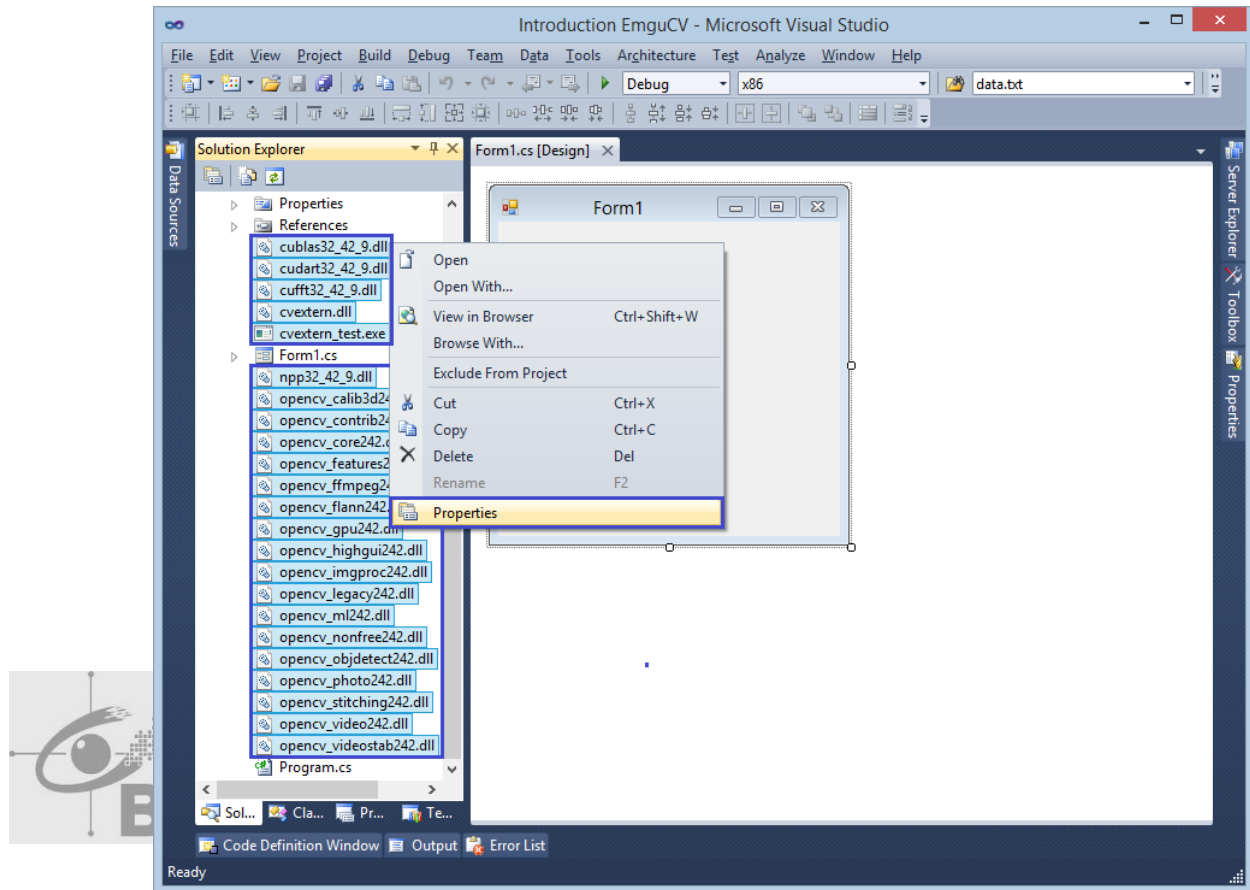 Introduction EmguCV - Microsoft Visual Studio
File Edit View Project Build Debug Team Data Tools Architecture Test Analyze Window Help
Debug x86 data.txt
Solution Explorer
Form1.cs [Design]
Data Sources
Server Explorer
Toolbox
Properties
Properties
References
cublas32_42_9.dll
cudart32_42_9.dll
cufft32_42_9.dll
cvextern.dll
cvextern_test.exe
Form1.cs
npp32_42_9.dll
opencv_calib3d24
opencv_contrib24
opencv_core242.
opencv_features2
opencv_ffmpeg24
opencv_flann242.
opencv_gpu242.dll
opencv_highgui242.dll
opencv_imgproc242.dll
opencv_legacy242.dll
opencv_ml242.dll
opencv_nonfree242.dll
opencv_objdetect242.dll
opencv_photo242.dll
opencv_stitching242.dll
opencv_video242.dll
opencv_videostab242.dll
Program.cs
Form1
Open
Open With...
View in Browser Ctrl+Shift+W
Browse With...
Exclude From Project
Cut Ctrl+X
Copy Ctrl+C
Delete Del
Rename F2
Properties
Sol... Cla... Pr... Te...
Code Definition Window Output Error List
Ready
B